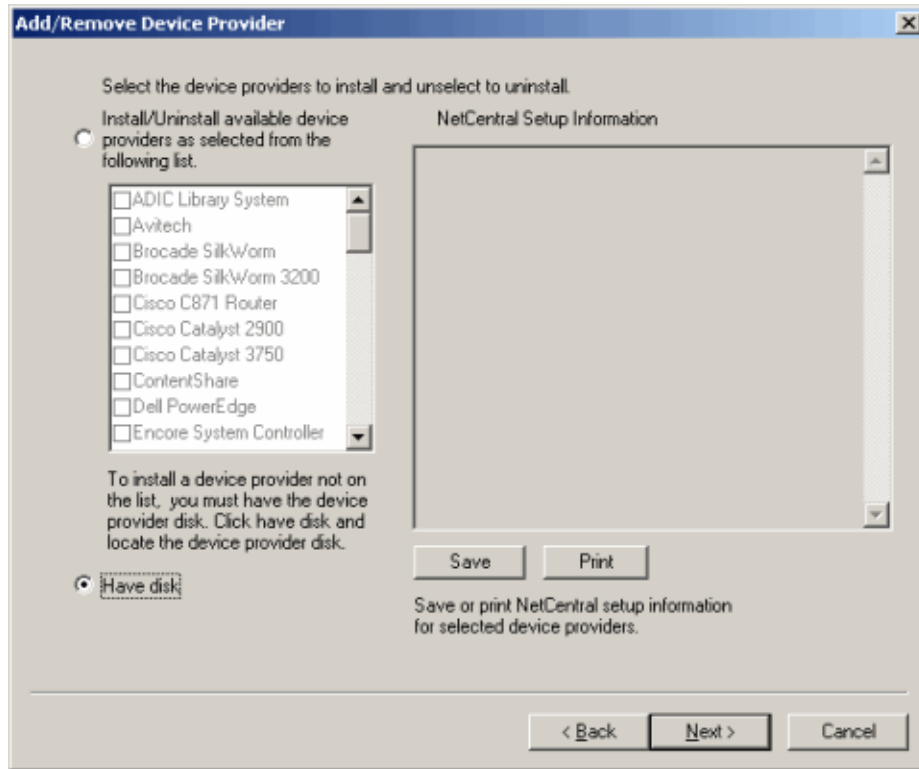 Add/Remove Device Provider
Select the device providers to install and unselect to uninstall.
Install/Uninstall available device
providers as selected from the
following list.
ADIC Library System
Avitech
Brocade SilkWorm
Brocade SilkWorm 3200
Cisco C871 Router
Cisco Catalyst 2900
Cisco Catalyst 3750
ContentShare
Dell PowerEdge
Encore System Controller
To install a device provider not on
the list, you must have the device
provider disk. Click have disk and
locate the device provider disk.
Have disk
NetCentral Setup Information
Save
Print
Save or print NetCentral setup information
for selected device providers.
< Back
Next >
Cancel